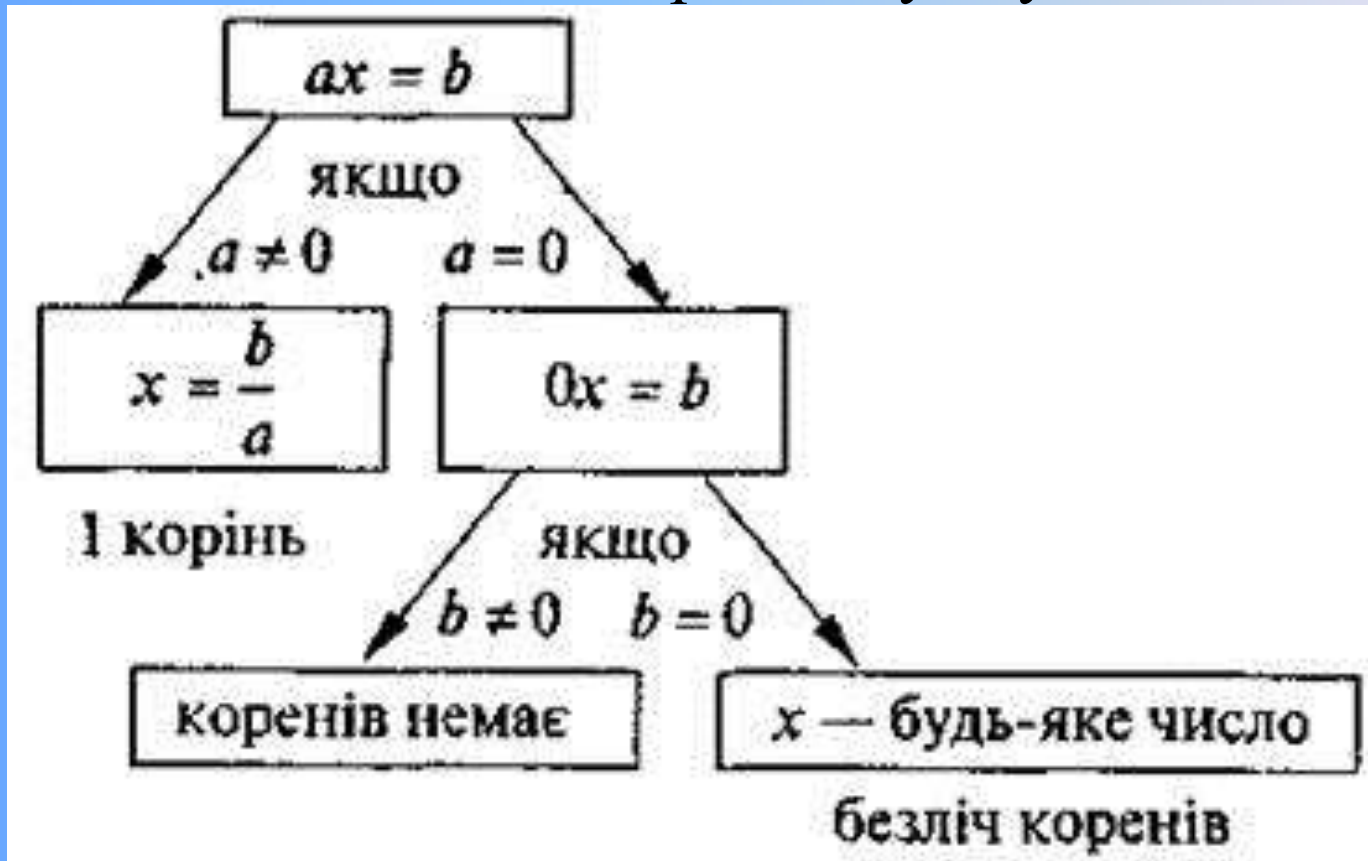 ax = b
якщо
a ≠ 0 a = 0
x = b/a
0x = b
1 корінь
якщо
b ≠ 0 b = 0
коренів немає
x — будь-яке число
безліч коренів